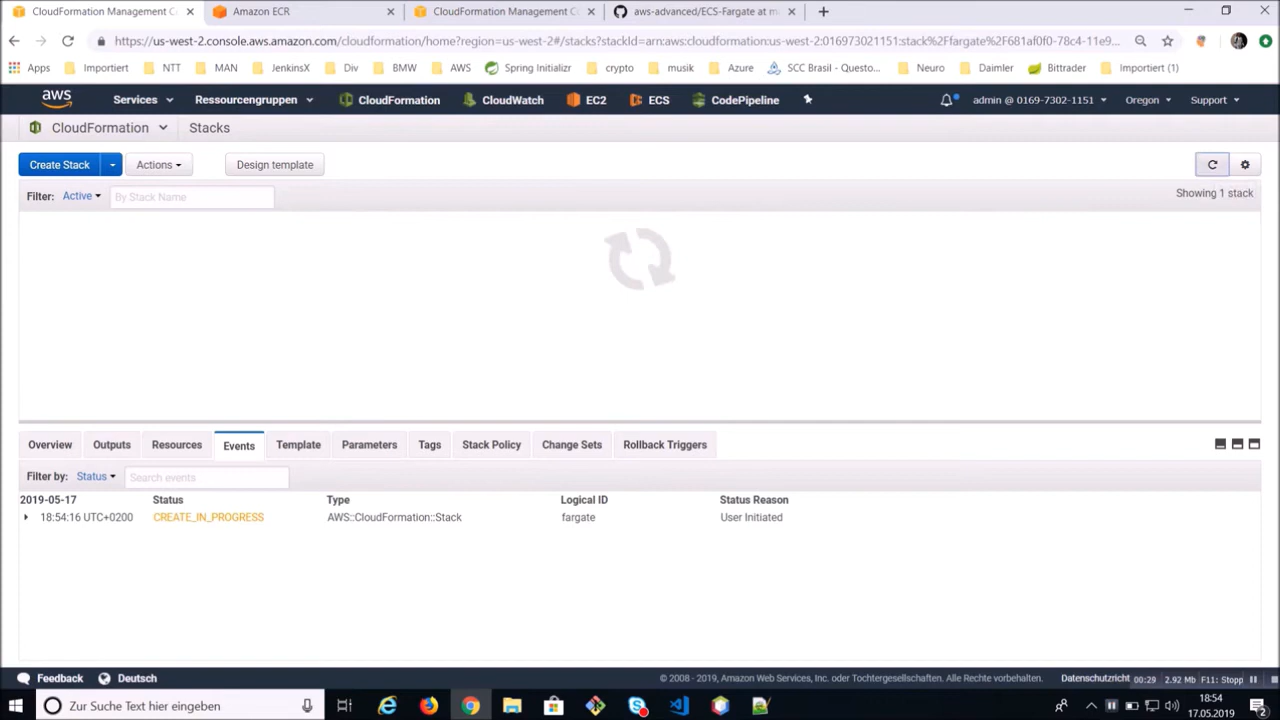 CloudFormation Management C
Amazon ECR
CloudFormation Management C
aws-advanced/ECS-Fargate at m
https://us-west-2.console.aws.amazon.com/cloudformation/home?region=us-west-2#/stacks?stackId=arn:aws:cloudformation:us-west-2:016973021151:stack%2Ffargate%2F681af0f0-78c4-11e9...
Apps Importiert NTT MAN JenkinsX Div BMW AWS Spring Initializr crypto musik Azure SCC Brasil - Questo... Neuro Daimler Bittrader Importiert (1)
aws Services Ressourcengruppen CloudFormation CloudWatch EC2 ECS CodePipeline admin @ 0169-7302-1151 Oregon Support
CloudFormation Stacks
Create Stack Actions Design template
Filter: Active By Stack Name Showing 1 stack
Overview Outputs Resources Events Template Parameters Tags Stack Policy Change Sets Rollback Triggers
Filter by: Status Search events
2019-05-17 Status Type Logical ID Status Reason
18:54:16 UTC+0200 CREATE_IN_PROGRESS AWS::CloudFormation::Stack fargate User Initiated
Feedback Deutsch © 2008 - 2019, Amazon Web Services, Inc. oder Tochtergesellschaften. Alle Rechte vorbehalten. Datenschutzricht 00:29 2.92 Mb F11: Stopp
Zur Suche Text hier eingeben
18:54
17.05.2019
2